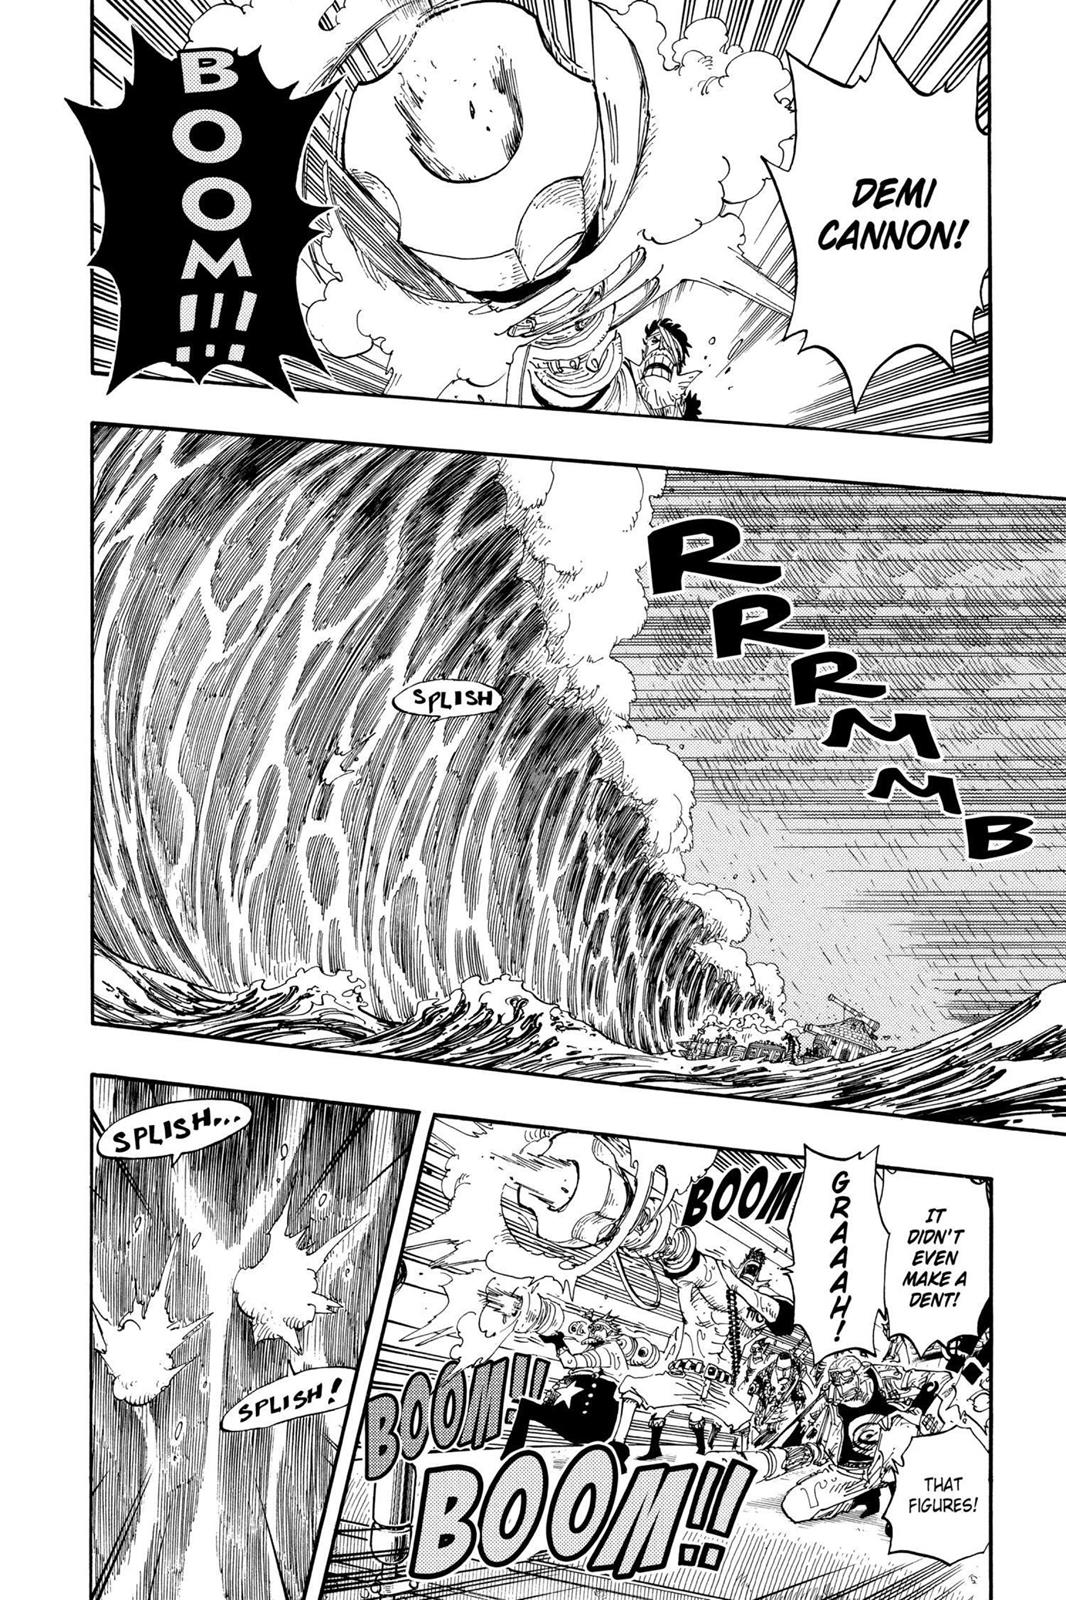 DEMI
CANNON!
BOOM!!!
RRRMMB
SPLISH
IT
DIDN'T
EVEN
MAKE A
DENT!
GRAAAH!
BOOM
THAT
FIGURES!
BOOM!!
BOOM!!
SPLISH...
SPLISH!